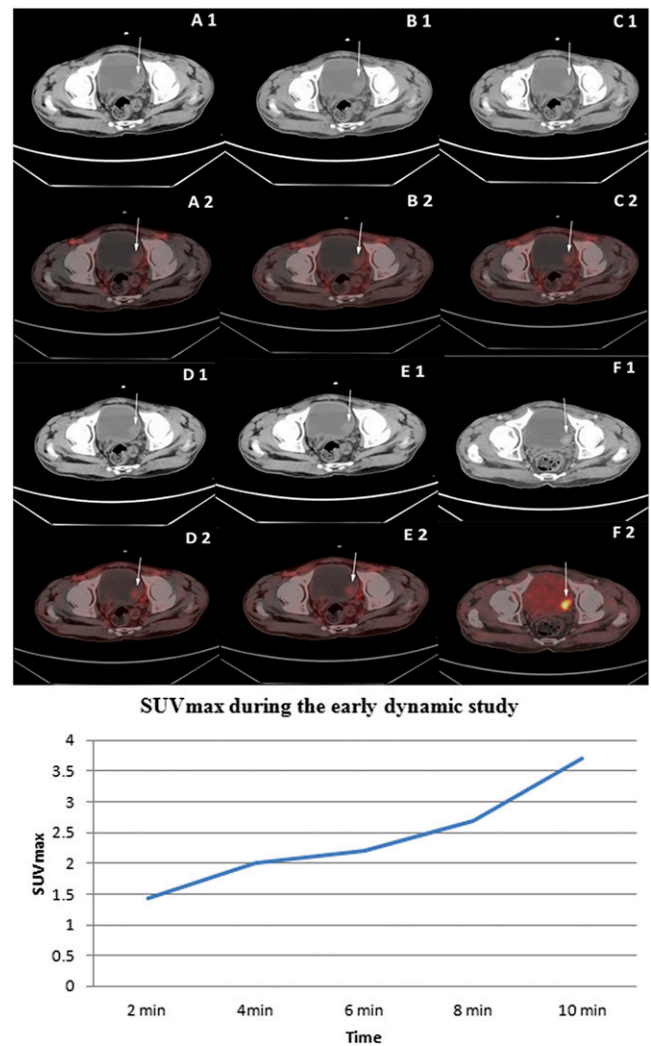 A 1 B 1 C 1
A 2 B 2 C 2
D 1 E 1 F 1
D 2 E 2 F 2
SUVmax during the early dynamic study
4
3.5
3
2.5
2
1.5
1
0.5
0
SUVmax
2 min 4min 6 min 8 min 10 min
Time